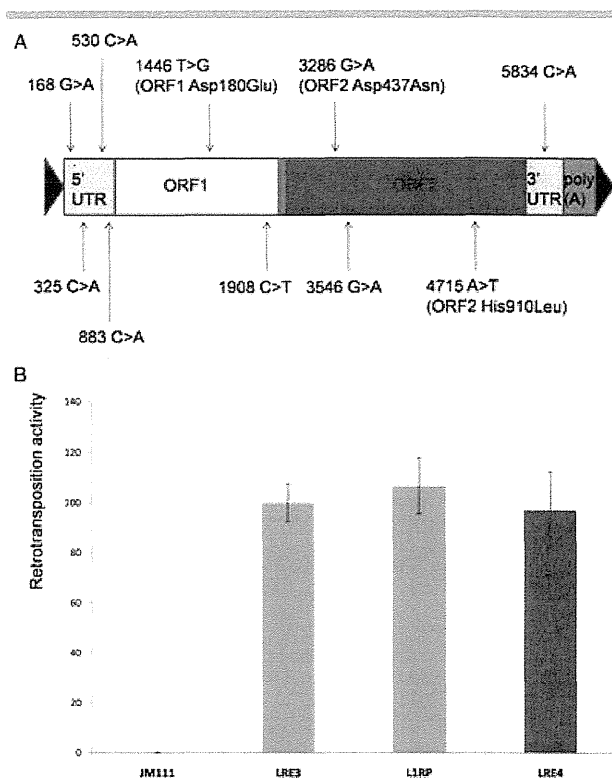 A
530 C>A
168 G>A
1446 T>G
(ORF1 Asp180Glu)
3286 G>A
(ORF2 Asp437Asn)
5834 C>A
5'
UTR
ORF1
3'
UTR
poly
(A)
325 C>A
883 C>A
1908 C>T
3546 G>A
4715 A>T
(ORF2 His910Leu)
B
Retrotransposition activity
140
120
100
80
60
40
20
0
JM111
LRE3
L1RP
LRE4